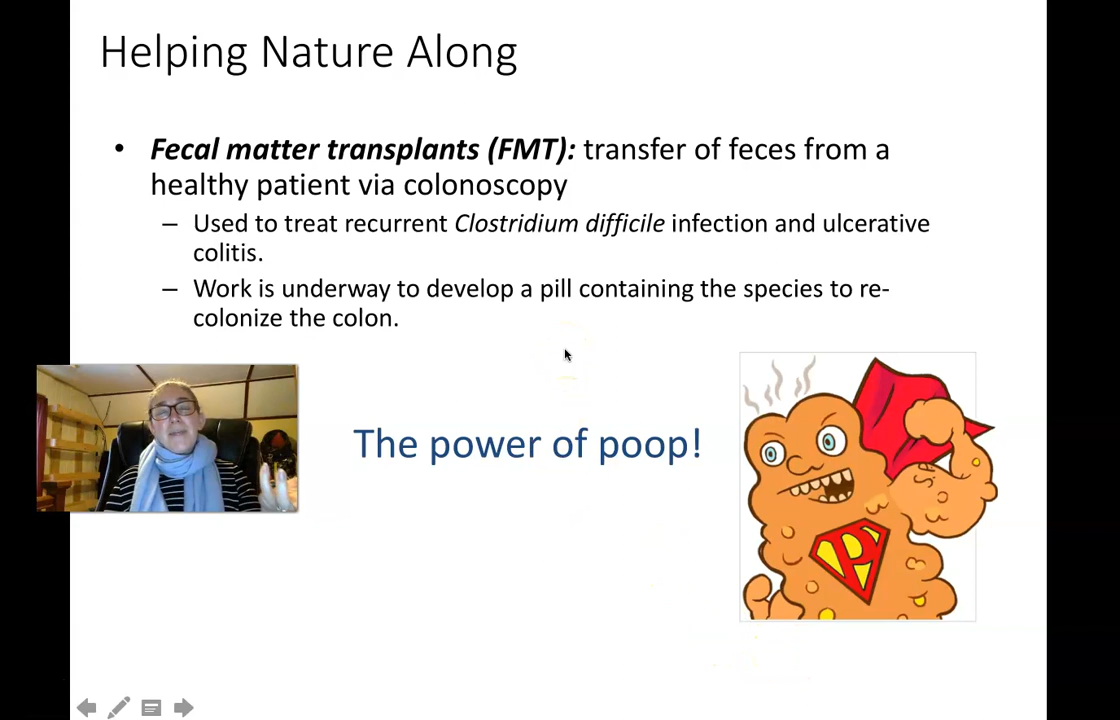 Helping Nature Along
• Fecal matter transplants (FMT): transfer of feces from a
healthy patient via colonoscopy
– Used to treat recurrent Clostridium difficile infection and ulcerative
colitis.
– Work is underway to develop a pill containing the species to re-
colonize the colon.
The power of poop!
P